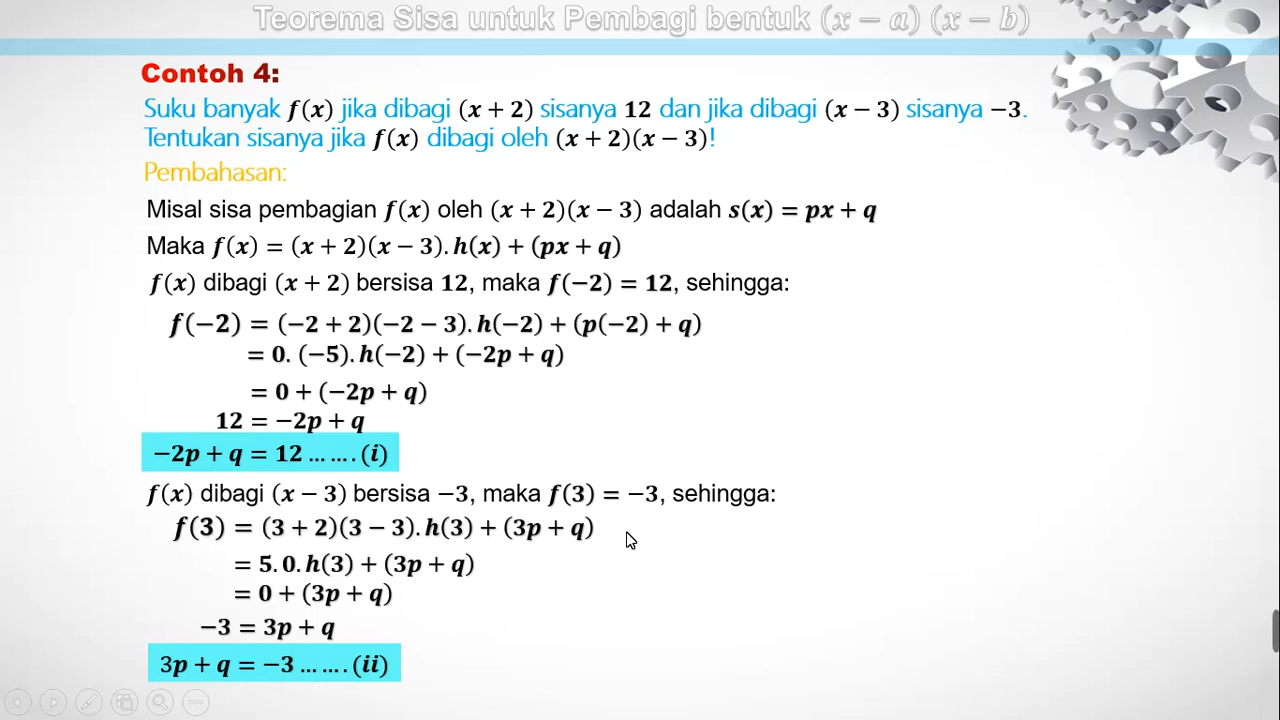 Teorema Sisa untuk Pembagi bentuk (x − a) (x − b)
Contoh 4:
Suku banyak f(x) jika dibagi (x + 2) sisanya 12 dan jika dibagi (x − 3) sisanya −3.
Tentukan sisanya jika f(x) dibagi oleh (x + 2)(x − 3)!
Pembahasan:
Misal sisa pembagian f(x) oleh (x + 2)(x − 3) adalah s(x) = px + q
Maka f(x) = (x + 2)(x − 3). h(x) + (px + q)
f(x) dibagi (x + 2) bersisa 12, maka f(−2) = 12, sehingga:
f(−2) = (−2 + 2)(−2 − 3). h(−2) + (p(−2) + q)
= 0. (−5). h(−2) + (−2p + q)
= 0 + (−2p + q)
12 = −2p + q
−2p + q = 12 ... ... . (i)
f(x) dibagi (x − 3) bersisa −3, maka f(3) = −3, sehingga:
f(3) = (3 + 2)(3 − 3). h(3) + (3p + q)
= 5. 0. h(3) + (3p + q)
= 0 + (3p + q)
−3 = 3p + q
3p + q = −3 ... ... . (ii)